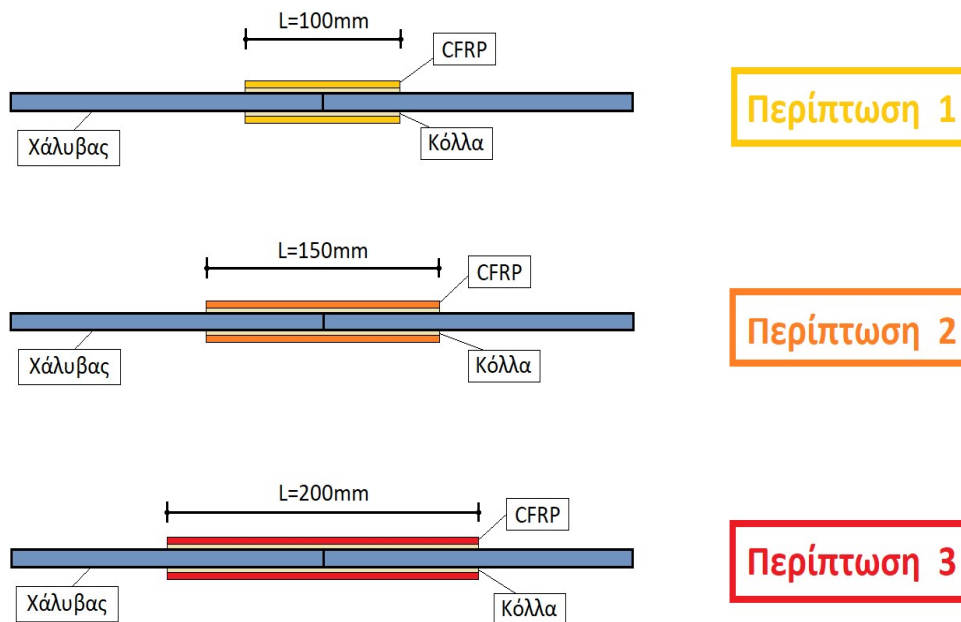 L=100mm
CFRP
Περίπτωση 1
Χάλυβας
Κόλλα
L=150mm
CFRP
Περίπτωση 2
Χάλυβας
Κόλλα
L=200mm
CFRP
Περίπτωση 3
Χάλυβας
Κόλλα